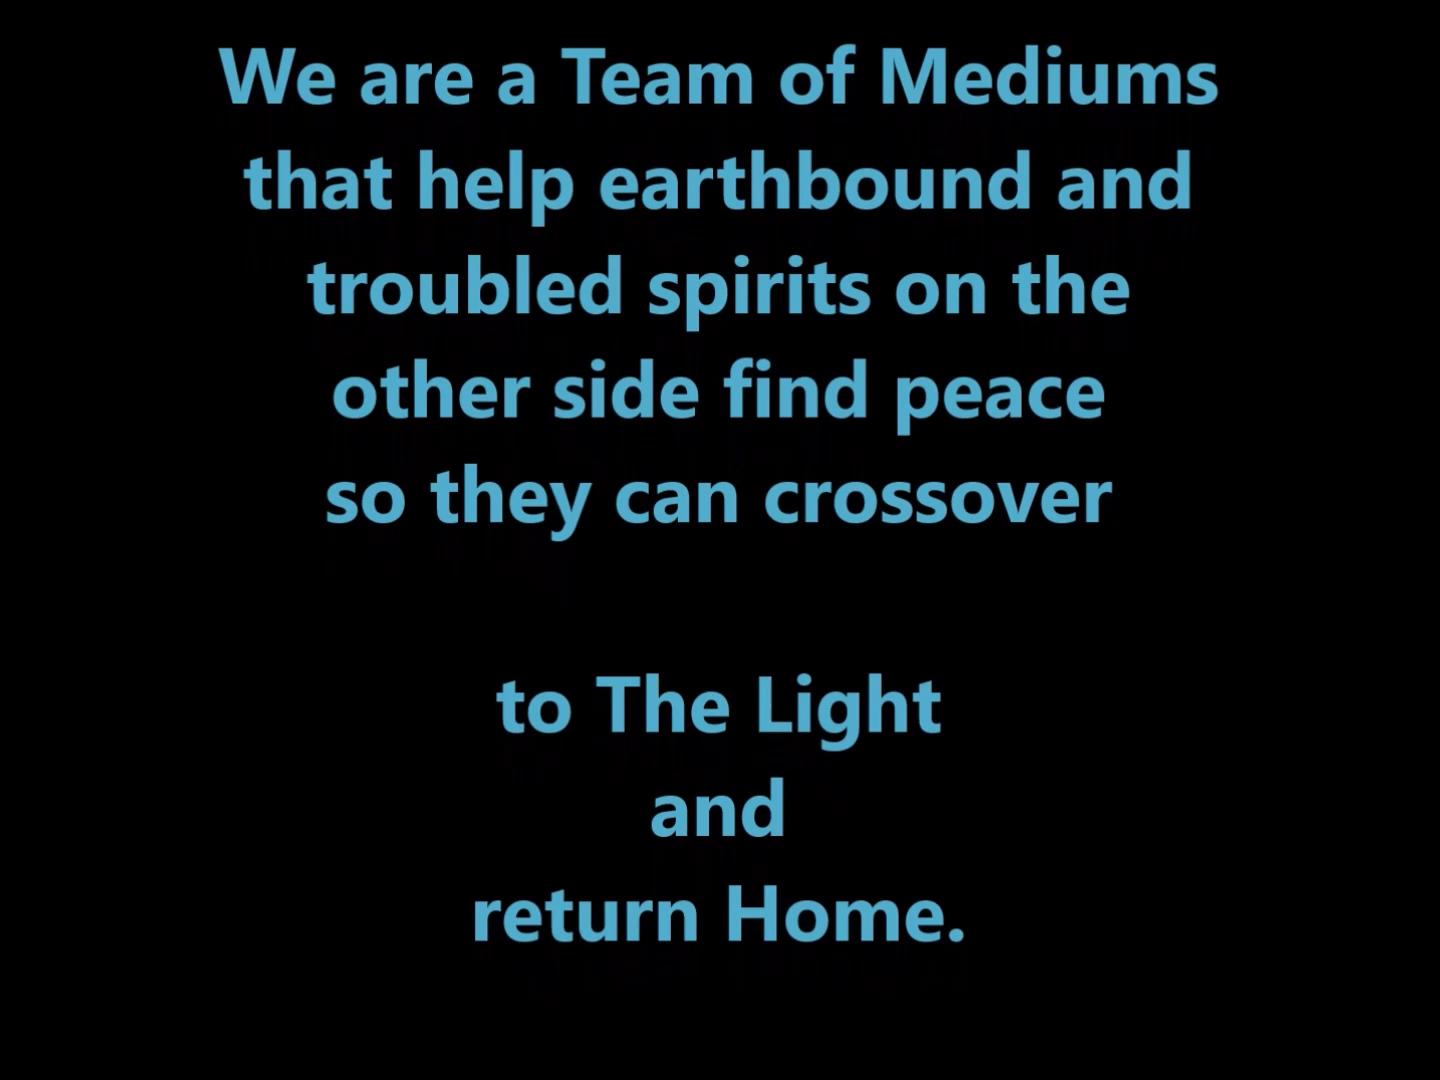 We are a Team of Mediums
that help earthbound and
troubled spirits on the
other side find peace
so they can crossover
to The Light
and
return Home.